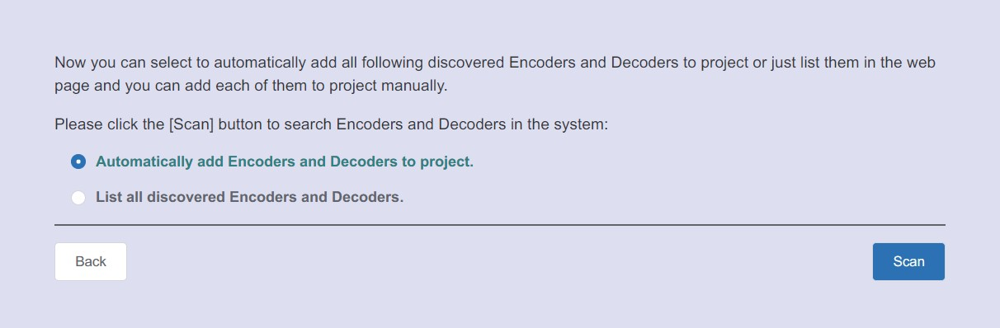 Now you can select to automatically add all following discovered Encoders and Decoders to project or just list them in the web
page and you can add each of them to project manually.
Please click the [Scan] button to search Encoders and Decoders in the system:
Automatically add Encoders and Decoders to project.
List all discovered Encoders and Decoders.
Back
Scan